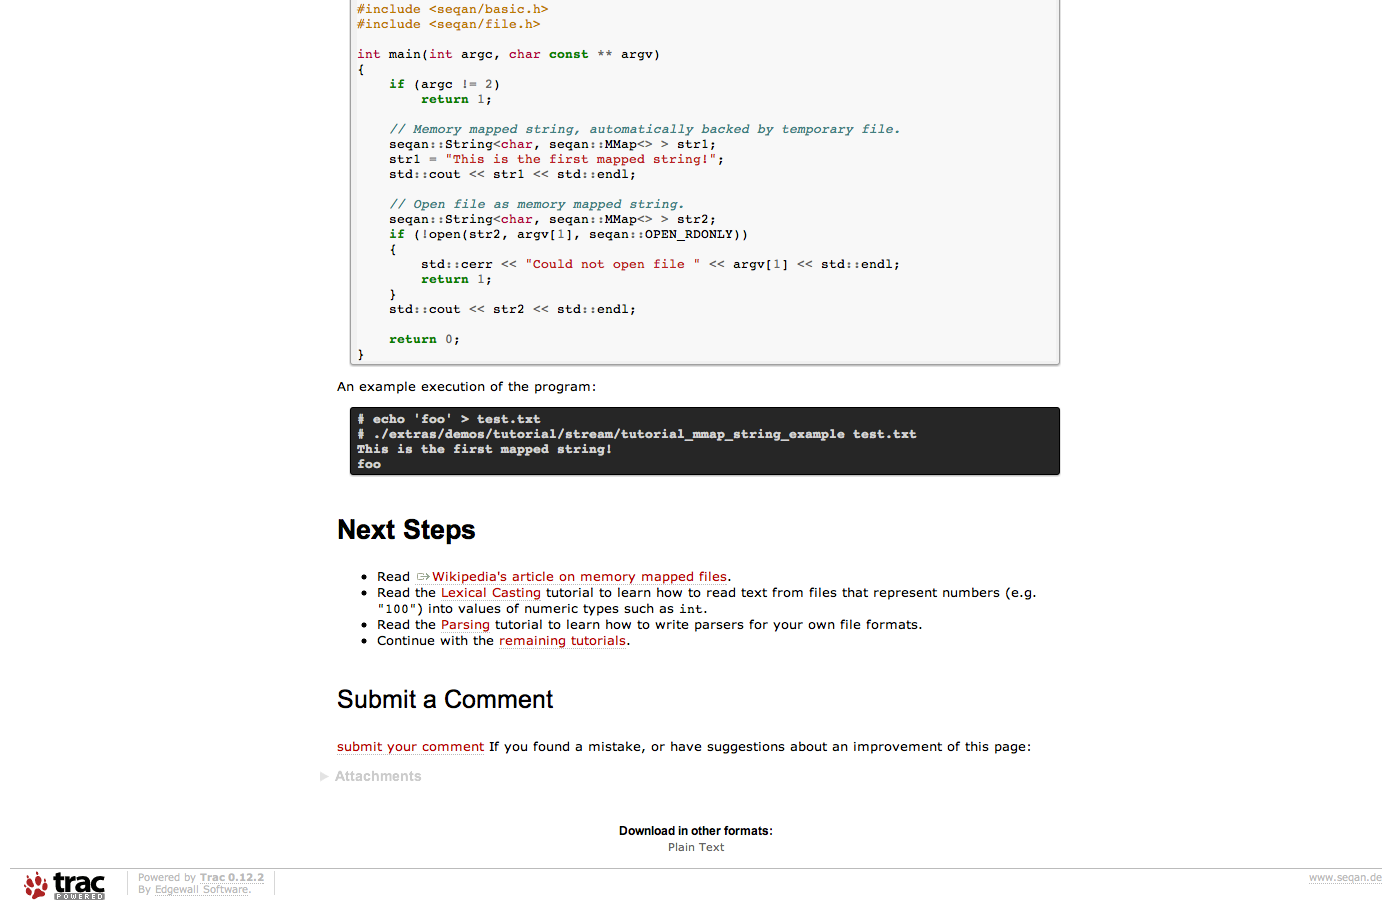 #include <seqan/basic.h>
#include <seqan/file.h>
int main(int argc, char const ** argv)
{
    if (argc != 2)
        return 1;
    // Memory mapped string, automatically backed by temporary file.
    seqan::String<char, seqan::MMap<> > str1;
    str1 = "This is the first mapped string!";
    std::cout << str1 << std::endl;
    // Open file as memory mapped string.
    seqan::String<char, seqan::MMap<> > str2;
    if (!open(str2, argv[1], seqan::OPEN_RDONLY))
    {
        std::cerr << "Could not open file " << argv[1] << std::endl;
        return 1;
    }
    std::cout << str2 << std::endl;
    return 0;
}
An example execution of the program:
# echo 'foo' > test.txt
# ./extras/demos/tutorial/stream/tutorial_mmap_string_example test.txt
This is the first mapped string!
foo
Next Steps
• Read Wikipedia's article on memory mapped files.
• Read the Lexical Casting tutorial to learn how to read text from files that represent numbers (e.g.
"100") into values of numeric types such as int.
• Read the Parsing tutorial to learn how to write parsers for your own file formats.
• Continue with the remaining tutorials.
Submit a Comment
submit your comment If you found a mistake, or have suggestions about an improvement of this page:
Attachments
Download in other formats:
Plain Text
trac
POWERED
Powered by Trac 0.12.2
By Edgewall Software.
www.seqan.de